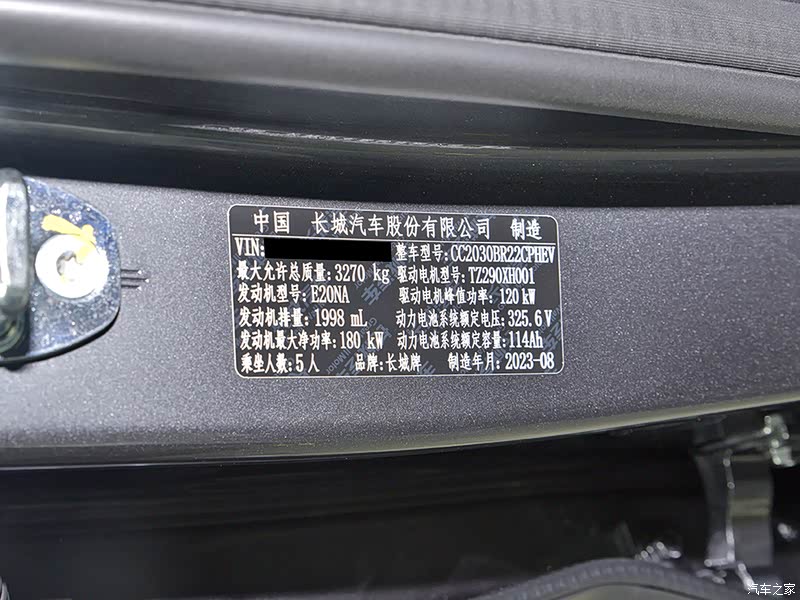 中国 长城汽车股份有限公司 制造
VIN: 整车型号:CC2030BR22CPHEV
最大允许总质量:3270 kg 驱动电机型号:TZ290XH001
发动机型号:E20NA 驱动电机峰值功率:120 kW
发动机排量:1998 mL 动力电池系统额定电压:325.6 V
发动机最大净功率:180 kW 动力电池系统额定容量:114Ah
乘坐人数:5 人 品牌:长城牌 制造年月:2023-08
汽车之家